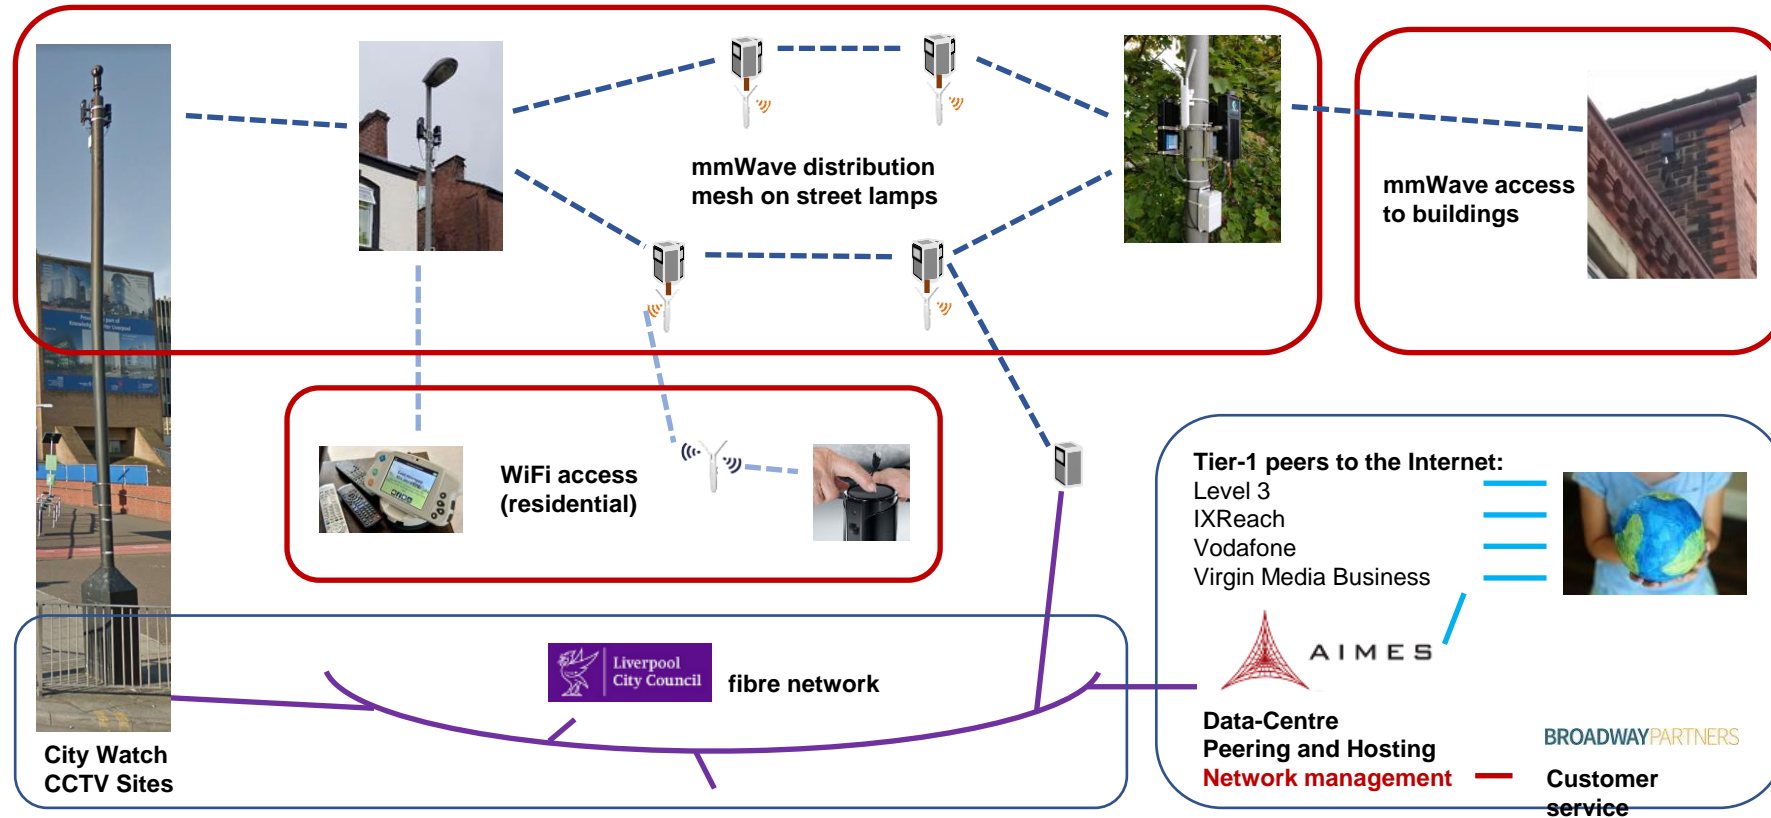 mmWave distribution
mesh on street lamps
mmWave access
to buildings
WiFi access
(residential)
Tier-1 peers to the Internet:
Level 3
IXReach
Vodafone
Virgin Media Business
AIMES
Liverpool
City Council
fibre network
City Watch
CCTV Sites
Data-Centre
Peering and Hosting
Network management
BROADWAYPARTNERS
Customer
service